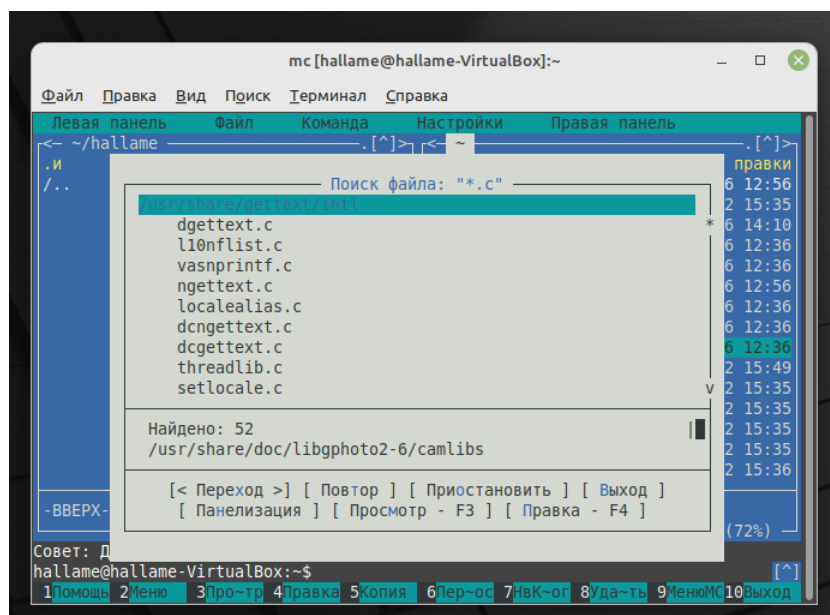 mc [hallame@hallame-VirtualBox]:~
Файл Правка Вид Поиск Терминал Справка
Левая панель Файл Команда Настройки Правая панель
<— ~/hallame .[^]> <— ~ .[^]>
.и правки
/.. 6 12:56
Поиск файла: "*.c"
/usr/share/gettext/intl 2 15:35
dgettext.c * 6 14:10
l10nflist.c 6 12:36
vasnprintf.c 6 12:36
ngettext.c 6 12:56
localealias.c 6 12:36
dcngettext.c 6 12:36
dcgettext.c 6 12:36
threadlib.c 2 15:49
setlocale.c v 2 15:35
2 15:35
Найдено: 52 2 15:35
/usr/share/doc/libgphoto2-6/camlibs 2 15:35
2 15:36
[< Переход >] [ Повтор ] [ Приостановить ] [ Выход ]
-ВВЕРХ- [ Панелизация ] [ Просмотр - F3 ] [ Правка - F4 ]
(72%)
Совет: Д
hallame@hallame-VirtualBox:~$ [^]
1Помощь 2Меню 3Про~тр 4Правка 5Копия 6Пер~ос 7НвК~ог 8Уда~ть 9МенюМС 10Выход